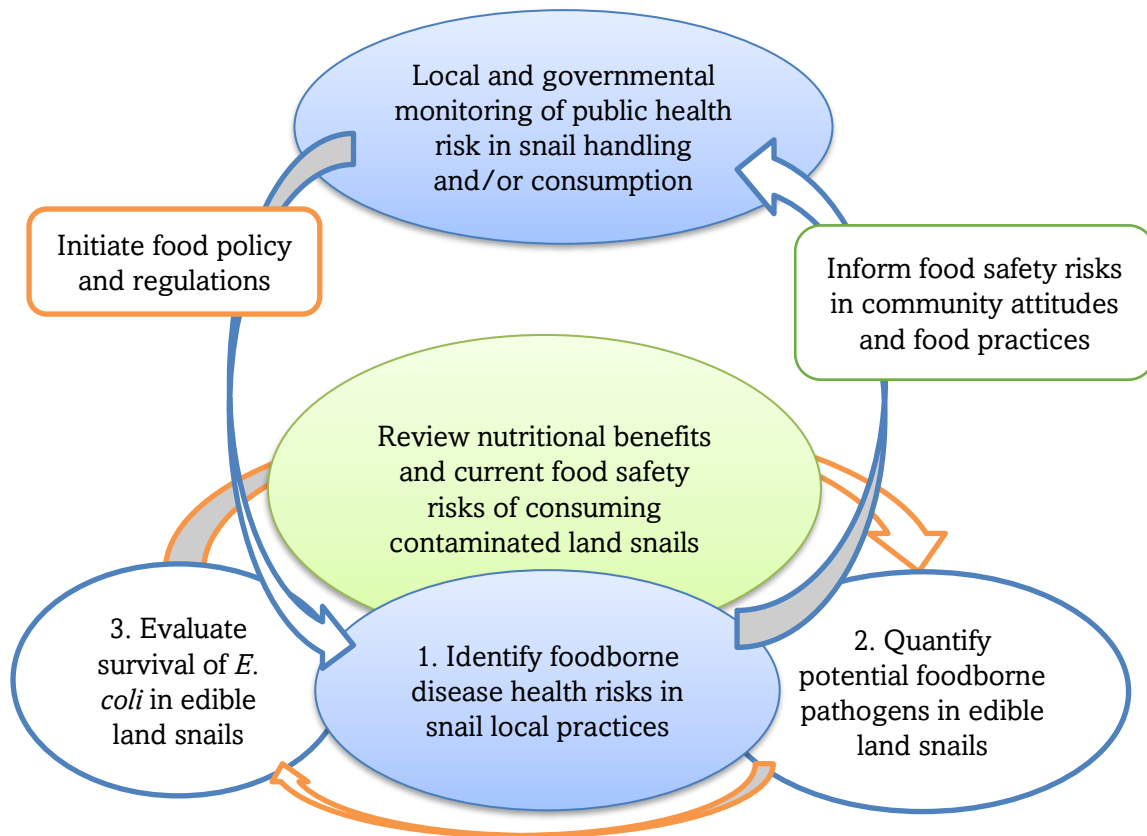 Local and governmental
monitoring of public health
risk in snail handling
and/or consumption
Initiate food policy
and regulations
Inform food safety risks
in community attitudes
and food practices
Review nutritional benefits
and current food safety
risks of consuming
contaminated land snails
3. Evaluate
survival of E.
coli in edible
land snails
1. Identify foodborne
disease health risks in
snail local practices
2. Quantify
potential foodborne
pathogens in edible
land snails